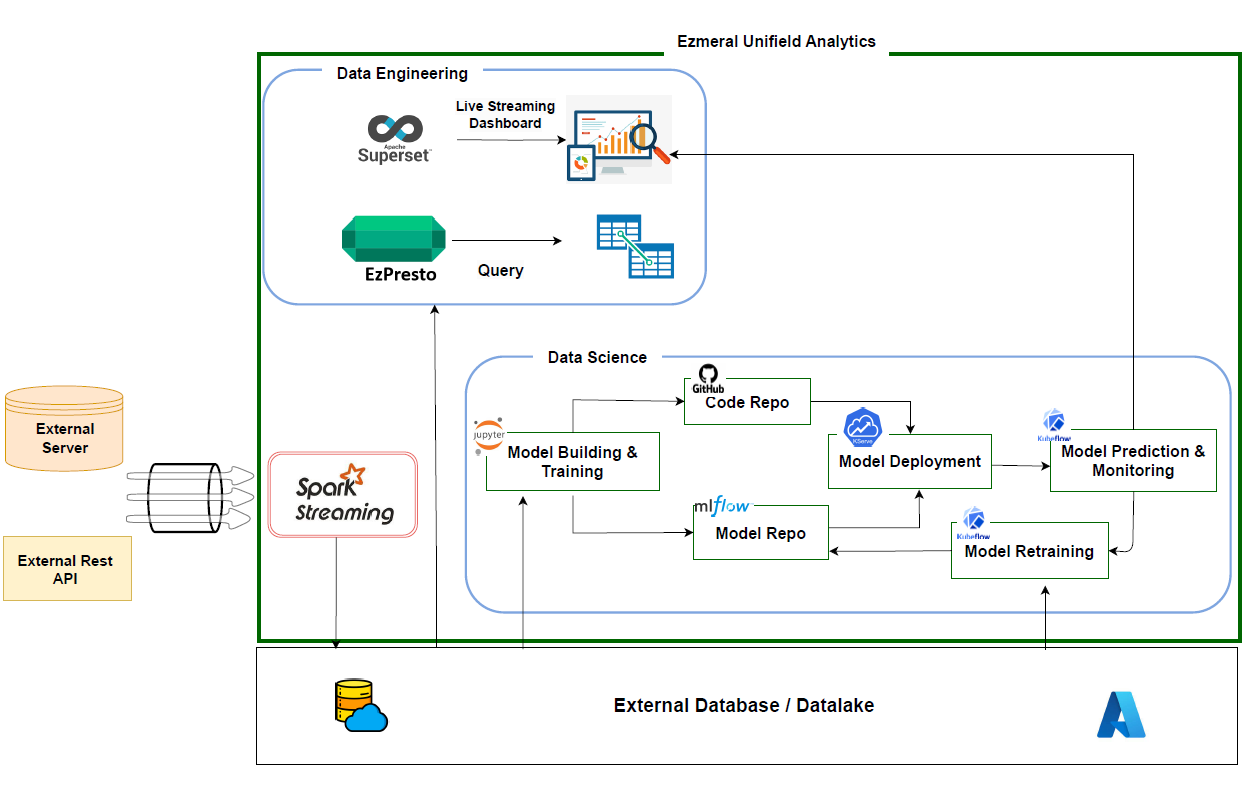 Ezmeral Unifield Analytics
Data Engineering
Live Streaming
Dashboard
Apache
Superset
EzPresto
Query
Data Science
GitHub
Code Repo
jupyter
Model Building &
Training
KServe
Model Deployment
Kubeflow
Model Prediction &
Monitoring
mlflow
Model Repo
Kubeflow
Model Retraining
External
Server
Spark
Streaming
External Rest
API
External Database / Datalake